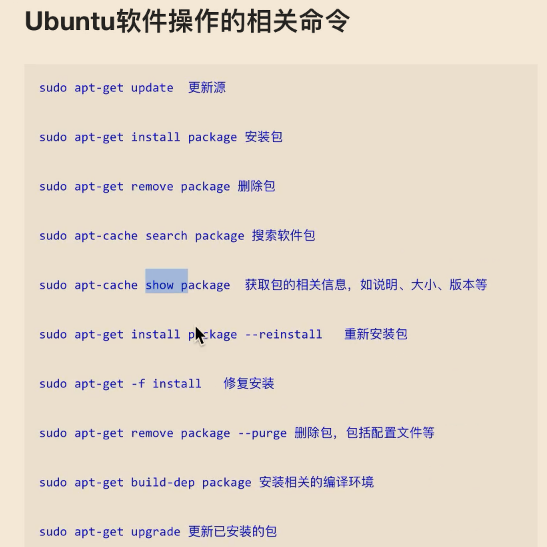 Ubuntu软件操作的相关命令
sudo apt-get update  更新源
sudo apt-get install package 安装包
sudo apt-get remove package 删除包
sudo apt-cache search package 搜索软件包
sudo apt-cache show package  获取包的相关信息，如说明、大小、版本等
sudo apt-get install package --reinstall   重新安装包
sudo apt-get -f install   修复安装
sudo apt-get remove package --purge 删除包，包括配置文件等
sudo apt-get build-dep package 安装相关的编译环境
sudo apt-get upgrade 更新已安装的包